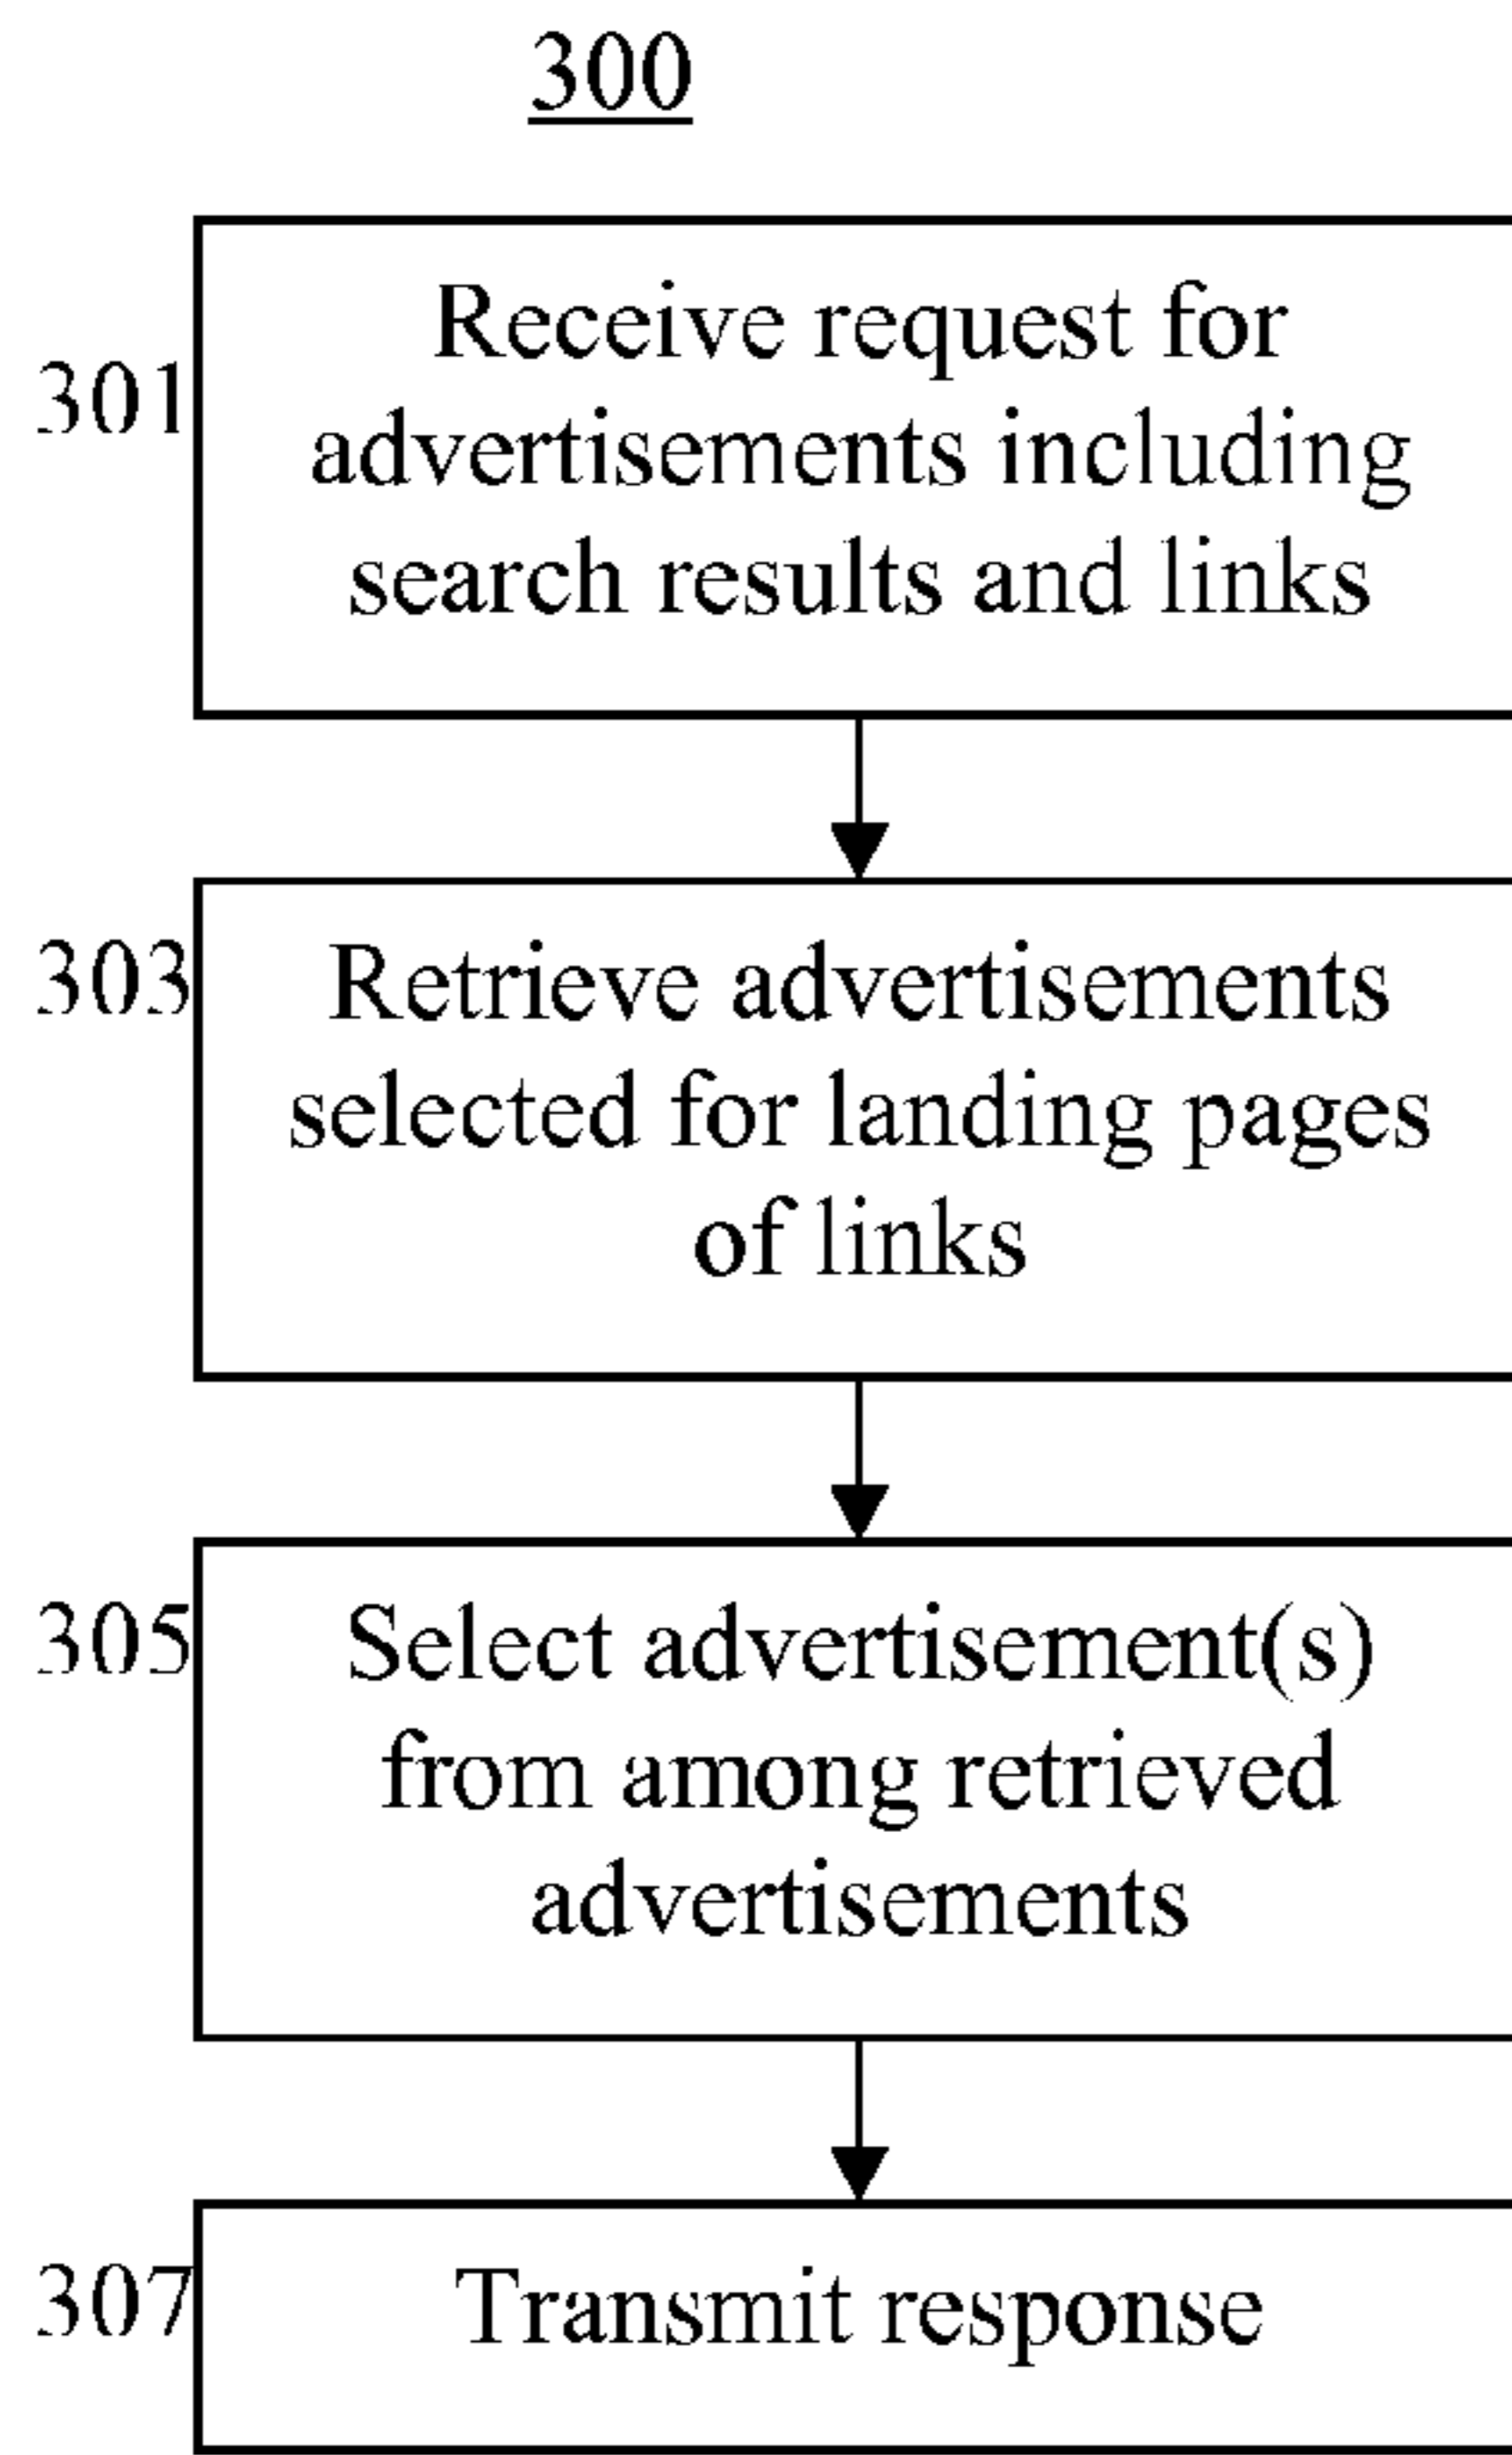 300
301
Receive request for
advertisements including
search results and links
303
Retrieve advertisements
selected for landing pages
of links
305
Select advertisement(s)
from among retrieved
advertisements
307
Transmit response